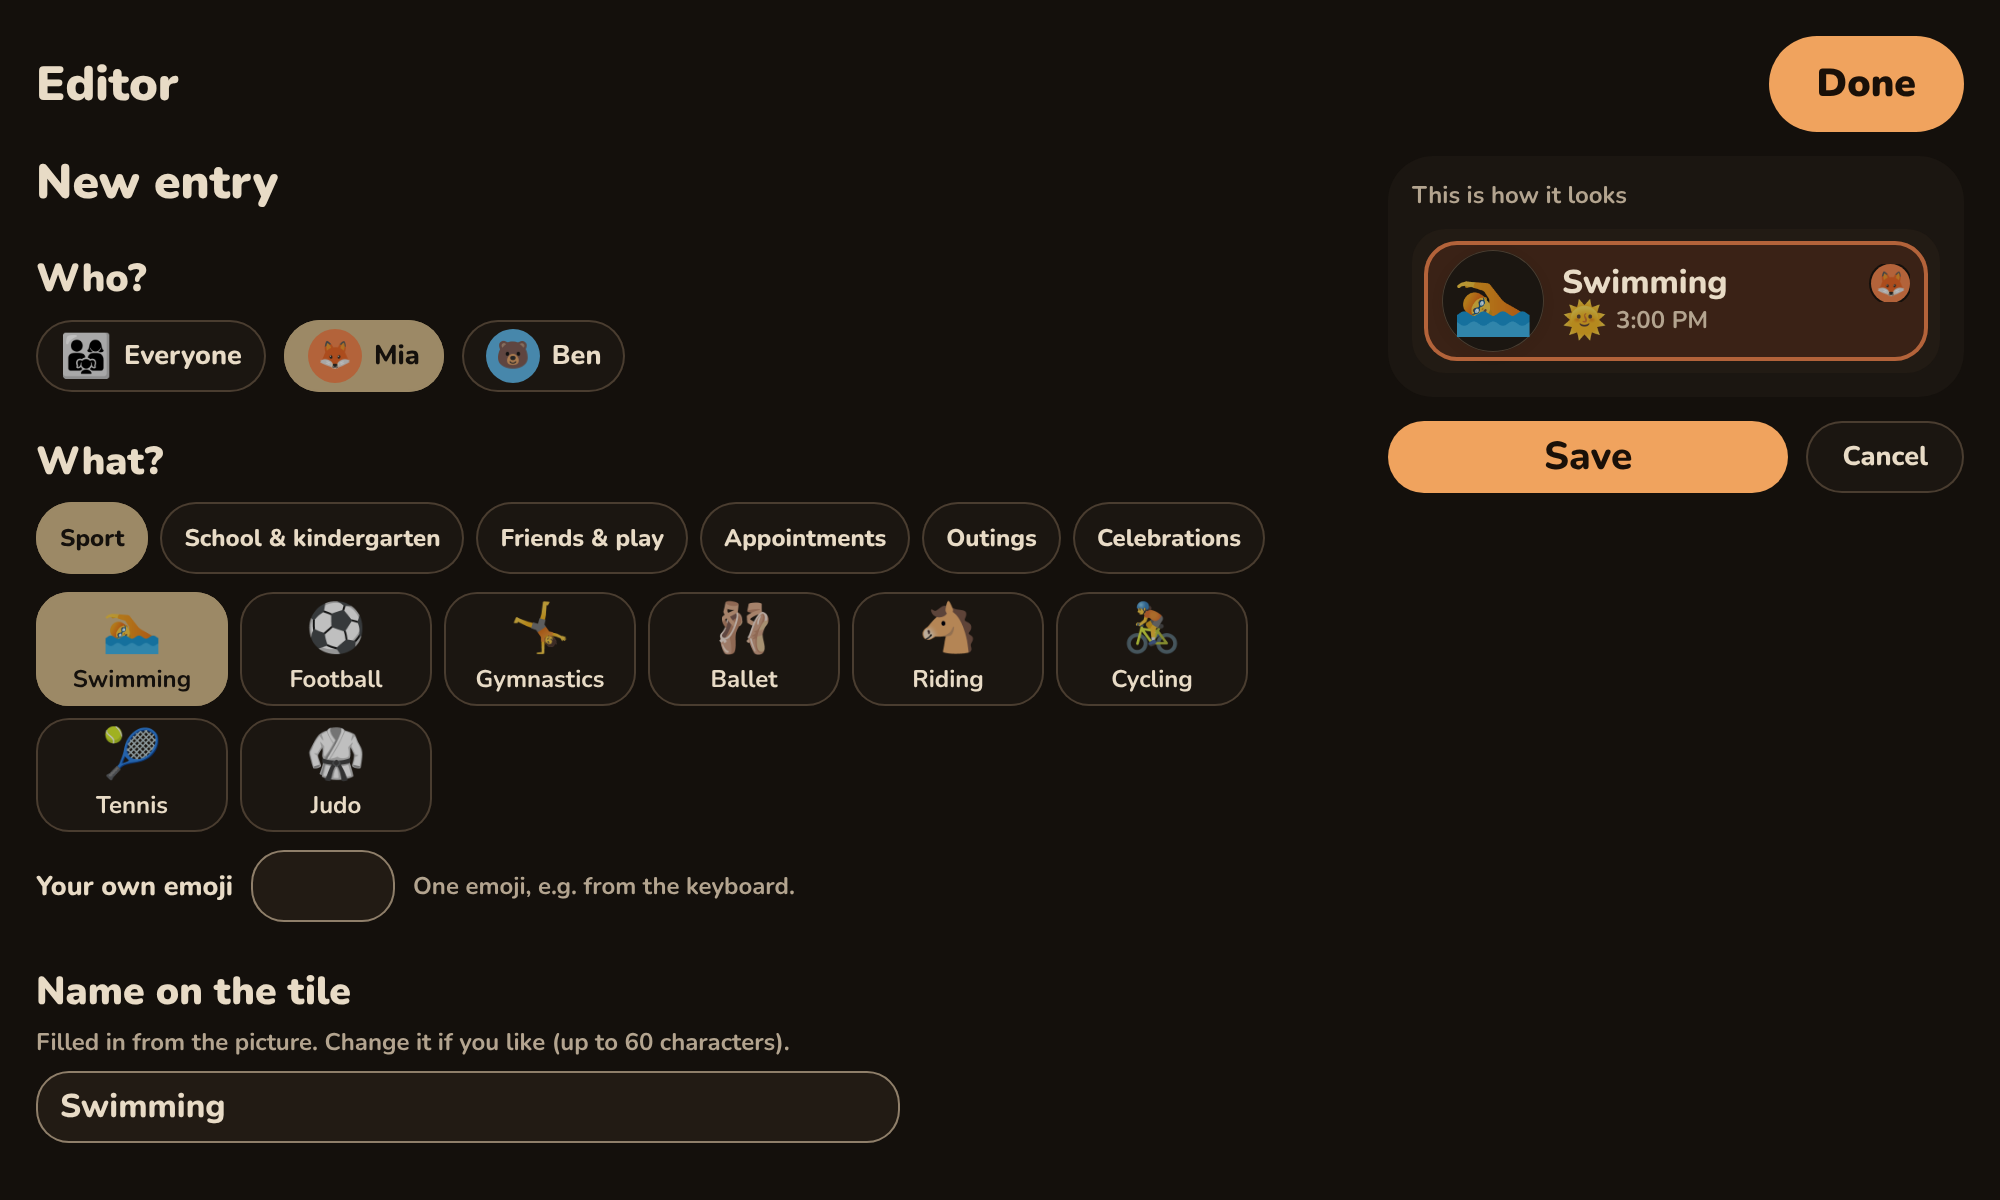 Editor
Done
New entry
Who?
Everyone
Mia
Ben
What?
Sport
School & kindergarten
Friends & play
Appointments
Outings
Celebrations
Swimming
Football
Gymnastics
Ballet
Riding
Cycling
Tennis
Judo
Your own emoji
One emoji, e.g. from the keyboard.
Name on the tile
Filled in from the picture. Change it if you like (up to 60 characters).
Swimming
This is how it looks
Swimming
3:00 PM
Save
Cancel